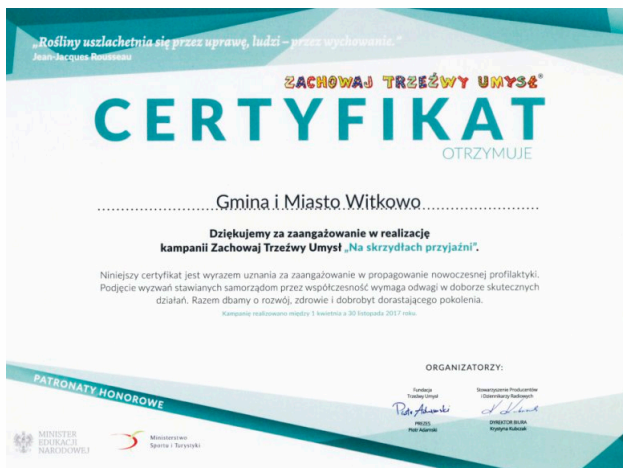 „Rośliny uszlachetnia się przez uprawę, ludzi – przez wychowanie.”
Jean-Jacques Rousseau
ZACHOWAJ TRZEŹWY UMYSŁ®
CERTYFIKAT
OTRZYMUJE
Gmina i Miasto Witkowo
Dziękujemy za zaangażowanie w realizację
kampanii Zachowaj Trzeźwy Umysł „Na skrzydłach przyjaźni”.
Niniejszy certyfikat jest wyrazem uznania za zaangażowanie w propagowanie nowoczesnej profilaktyki.
Podjęcie wyzwań stawianych samorządom przez współczesność wymaga odwagi w doborze skutecznych
działań. Razem dbamy o rozwój, zdrowie i dobrobyt dorastającego pokolenia.
Kampanię realizowano między 1 kwietnia a 30 listopada 2017 roku.
ORGANIZATORZY:
Fundacja
Trzeźwy Umysł
Piotr Adamski
PREZES
Piotr Adamski
Stowarzyszenie Producentów
i Dziennikarzy Radiowych
DYREKTOR BIURA
Krystyna Kubczak
PATRONATY HONOROWE
MINISTER
EDUKACJI
NARODOWEJ
Ministerstwo
Sportu i Turystyki